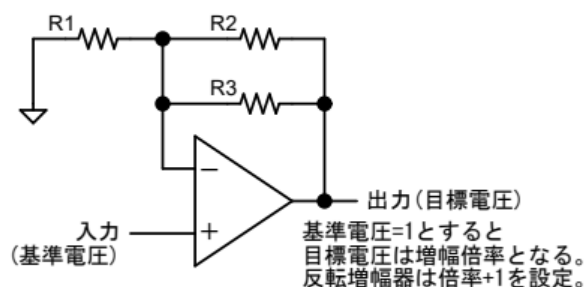 R1
R2
R3
−
+
入力
(基準電圧)
出力(目標電圧)
基準電圧=1とすると
目標電圧は増幅倍率となる。
反転増幅器は倍率+1を設定。